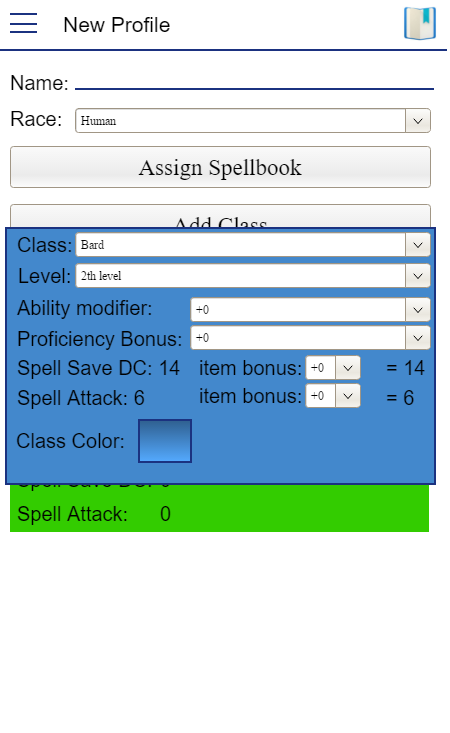 New Profile
Name:
Race: Human
Assign Spellbook
Add Class
Class: Bard
Level: 2th level
Ability modifier: +0
Proficiency Bonus: +0
Spell Save DC: 14 item bonus: +0 = 14
Spell Attack: 6 item bonus: +0 = 6
Class Color:
Spell Save DC: 0
Spell Attack: 0